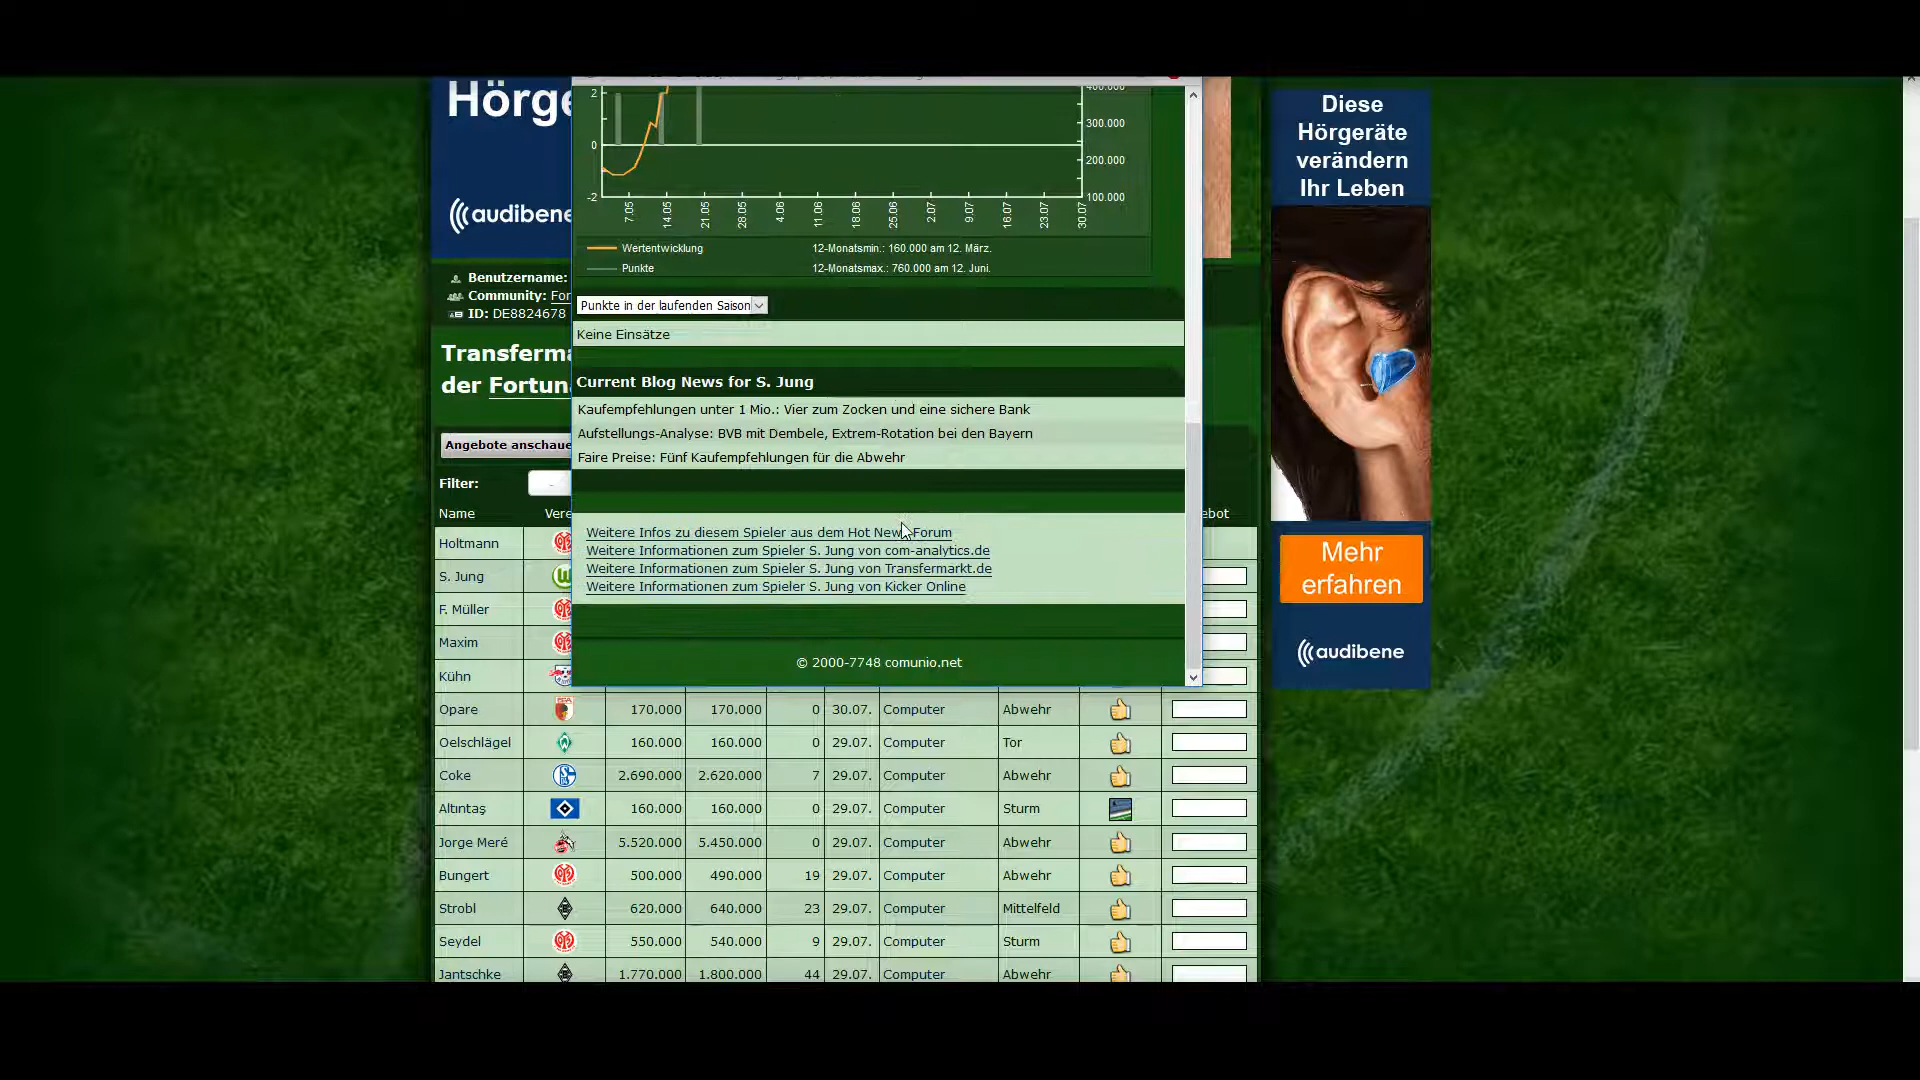 Hörge
audibene
Benutzername:
Community: For
ID: DE8824678
Transferma
der Fortun
Angebote anschaue
Filter:
-
Name Vere ebot
2
0
-2
400.000
300.000
200.000
100.000
7.05 14.05 21.05 28.05 4.06 11.06 18.06 25.06 2.07 9.07 16.07 23.07 30.07
Wertentwicklung 12-Monatsmin.: 160.000 am 12. März.
Punkte 12-Monatsmax.: 760.000 am 12. Juni.
Punkte in der laufenden Saison
Keine Einsätze
Current Blog News for S. Jung
Kaufempfehlungen unter 1 Mio.: Vier zum Zocken und eine sichere Bank
Aufstellungs-Analyse: BVB mit Dembele, Extrem-Rotation bei den Bayern
Faire Preise: Fünf Kaufempfehlungen für die Abwehr
Weitere Infos zu diesem Spieler aus dem Hot News Forum
Weitere Informationen zum Spieler S. Jung von com-analytics.de
Weitere Informationen zum Spieler S. Jung von Transfermarkt.de
Weitere Informationen zum Spieler S. Jung von Kicker Online
© 2000-7748 comunio.net
Holtmann
S. Jung
F. Müller
Maxim
Kühn
Opare 170.000 170.000 0 30.07. Computer Abwehr
Oelschlägel 160.000 160.000 0 29.07. Computer Tor
Coke 2.690.000 2.620.000 7 29.07. Computer Abwehr
Altıntaş 160.000 160.000 0 29.07. Computer Sturm
Jorge Meré 5.520.000 5.450.000 0 29.07. Computer Abwehr
Bungert 500.000 490.000 19 29.07. Computer Abwehr
Strobl 620.000 640.000 23 29.07. Computer Mittelfeld
Seydel 550.000 540.000 9 29.07. Computer Sturm
Jantschke 1.770.000 1.800.000 44 29.07. Computer Abwehr
Diese
Hörgeräte
verändern
Ihr Leben
Mehr
erfahren
audibene